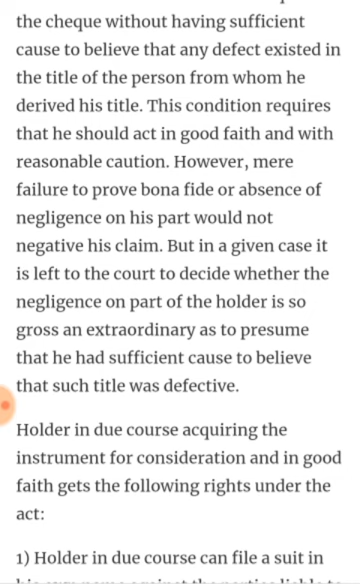 the cheque without having sufficient
cause to believe that any defect existed in
the title of the person from whom he
derived his title. This condition requires
that he should act in good faith and with
reasonable caution. However, mere
failure to prove bona fide or absence of
negligence on his part would not
negative his claim. But in a given case it
is left to the court to decide whether the
negligence on part of the holder is so
gross an extraordinary as to presume
that he had sufficient cause to believe
that such title was defective.
Holder in due course acquiring the
instrument for consideration and in good
faith gets the following rights under the
act:
1) Holder in due course can file a suit in